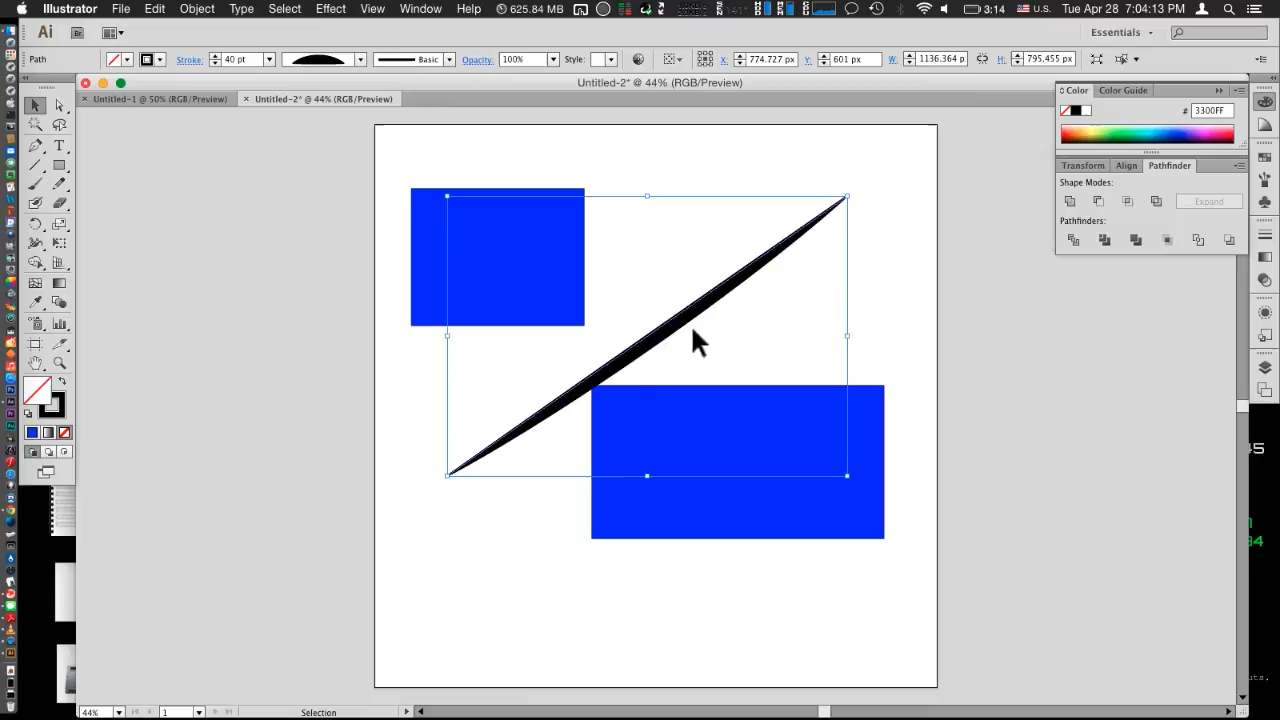 Illustrator File Edit Object Type Select Effect View Window Help 625.84 MB 3:14 U.S. Tue Apr 28 7:04:13 PM
Ai Br Essentials
Path Stroke: 40 pt Basic Opacity: 100% Style: X: 774.727 px Y: 601 px W: 1136.364 p H: 795.455 px
Untitled-2* @ 44% (RGB/Preview)
Untitled-1 @ 50% (RGB/Preview) Untitled-2* @ 44% (RGB/Preview)
Color Color Guide
# 3300FF
Transform Align Pathfinder
Shape Modes:
Expand
Pathfinders:
44% 1 Selection